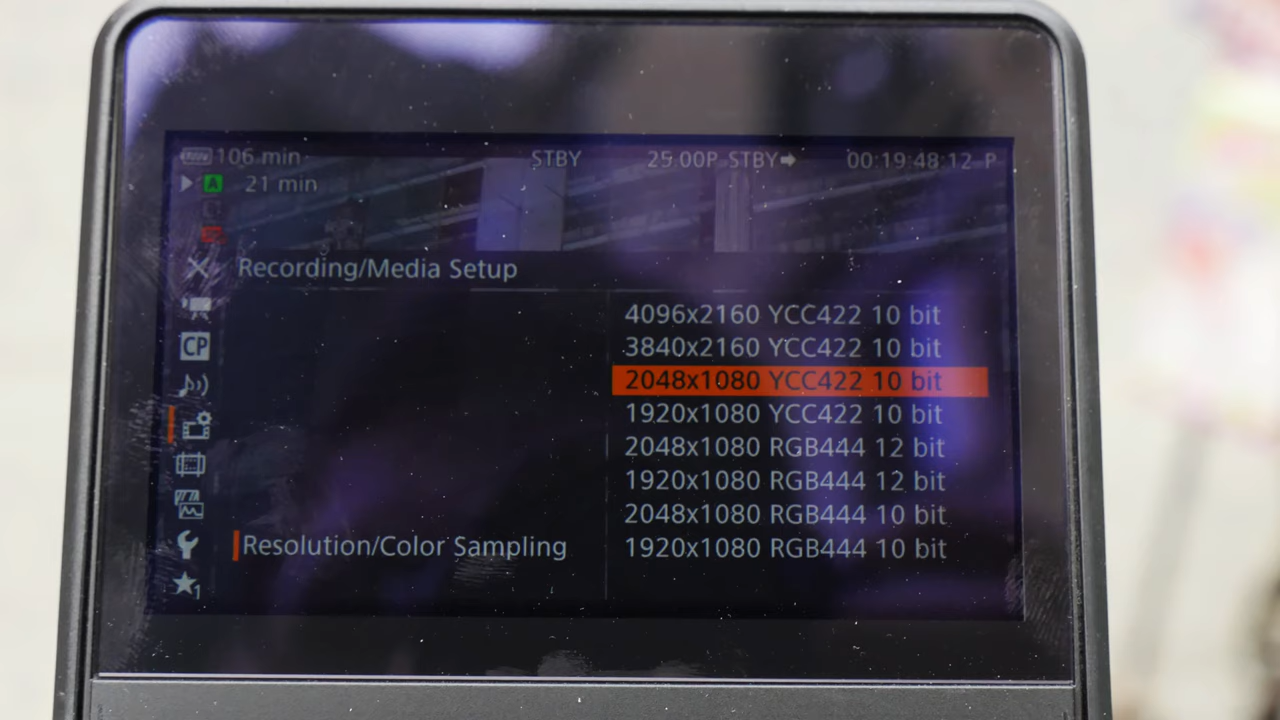 106 min STBY 25.00P STBY 00:19:48:12 P
A 21 min
Recording/Media Setup
4096x2160 YCC422 10 bit
3840x2160 YCC422 10 bit
CP
2048x1080 YCC422 10 bit
1920x1080 YCC422 10 bit
2048x1080 RGB444 12 bit
1920x1080 RGB444 12 bit
2048x1080 RGB444 10 bit
Resolution/Color Sampling
1920x1080 RGB444 10 bit
1